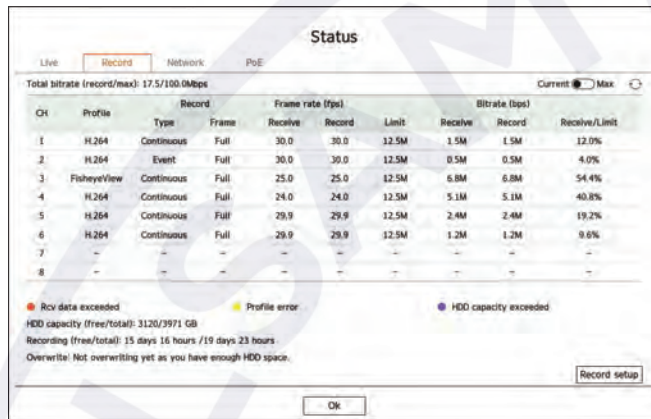 Status
Live Record Network PoE
Total bitrate (record/max): 17.5/100.0Mbps Current Max
CH Profile Record Frame rate (fps) Bitrate (bps)
Type Frame Receive Record Limit Receive Record Receive/Limit
1 H.264 Continuous Full 30.0 30.0 12.5M 1.5M 1.5M 12.0%
2 H.264 Event Full 30.0 30.0 12.5M 0.5M 0.5M 4.0%
3 FisheyeView Continuous Full 25.0 25.0 12.5M 6.8M 6.8M 54.4%
4 H.264 Continuous Full 24.0 24.0 12.5M 5.1M 5.1M 40.8%
5 H.264 Continuous Full 29.9 29.9 12.5M 2.4M 2.4M 19.2%
6 H.264 Continuous Full 29.9 29.9 12.5M 1.2M 1.2M 9.6%
7 - - - - - - - - -
8 - - - - - - - - -
Rcv data exceeded Profile error HDD capacity exceeded
HDD capacity (free/total): 3120/3971 GB
Recording (free/total): 15 days 16 hours /19 days 23 hours
Overwrite: Not overwriting yet as you have enough HDD space.
Record setup
Ok